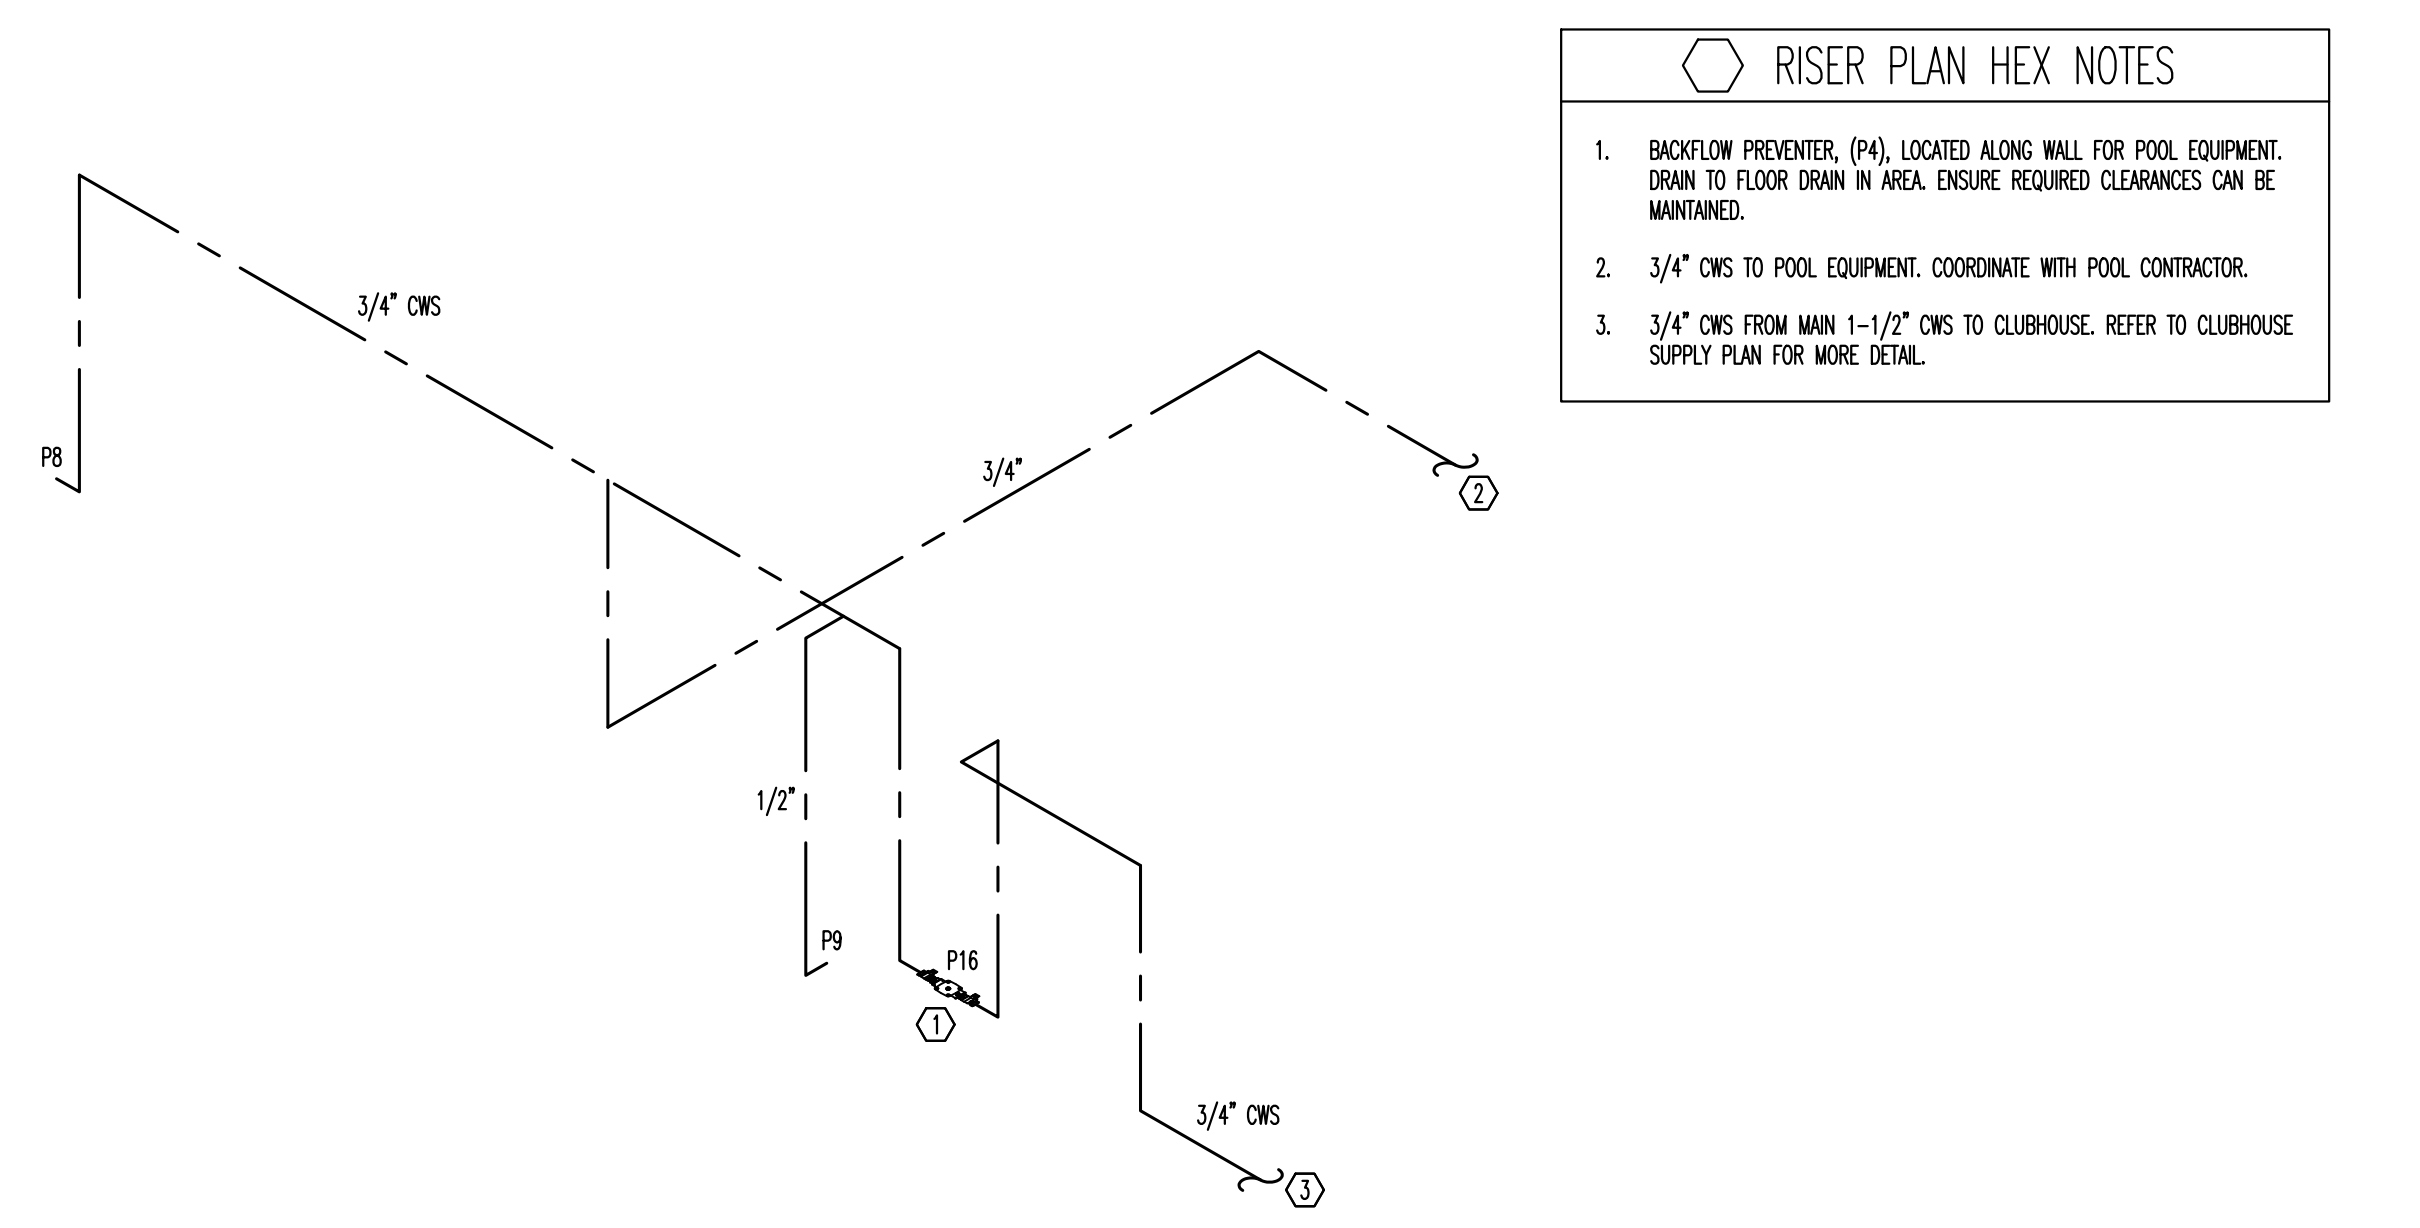 RISER PLAN HEX NOTES
1. BACKFLOW PREVENTER, (P4), LOCATED ALONG WALL FOR POOL EQUIPMENT.
DRAIN TO FLOOR DRAIN IN AREA. ENSURE REQUIRED CLEARANCES CAN BE
MAINTAINED.
2. 3/4" CWS TO POOL EQUIPMENT. COORDINATE WITH POOL CONTRACTOR.
3. 3/4" CWS FROM MAIN 1-1/2" CWS TO CLUBHOUSE. REFER TO CLUBHOUSE
SUPPLY PLAN FOR MORE DETAIL.
3/4" CWS
P8
3/4"
2
1/2"
P9
P16
1
3/4" CWS
3